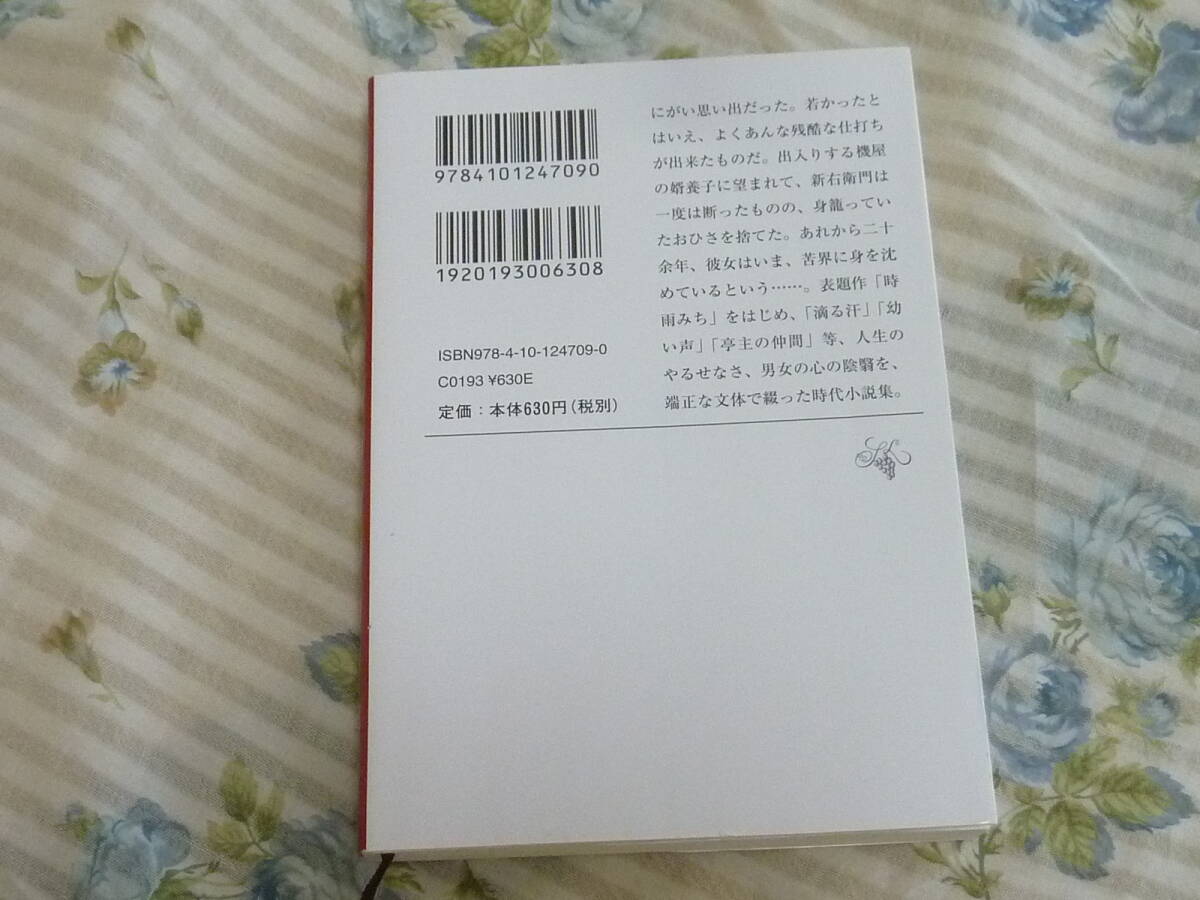 9784101247090
1920193006308
ISBN978-4-10-124709-0
C0193 ¥630E
定価：本体630円（税別）
にがい思い出だった。若かったと
はいえ、よくあんな残酷な仕打ち
が出来たものだ。出入りする機屋
の婿養子に望まれて、新右衛門は
一度は断ったものの、身籠ってい
たおひさを捨てた。あれから二十
余年、彼女はいま、苦界に身を沈
めているという……。表題作「時
雨みち」をはじめ、「滴る汗」「幼
い声」「亭主の仲間」等、人生の
やるせなさ、男女の心の陰翳を、
端正な文体で綴った時代小説集。